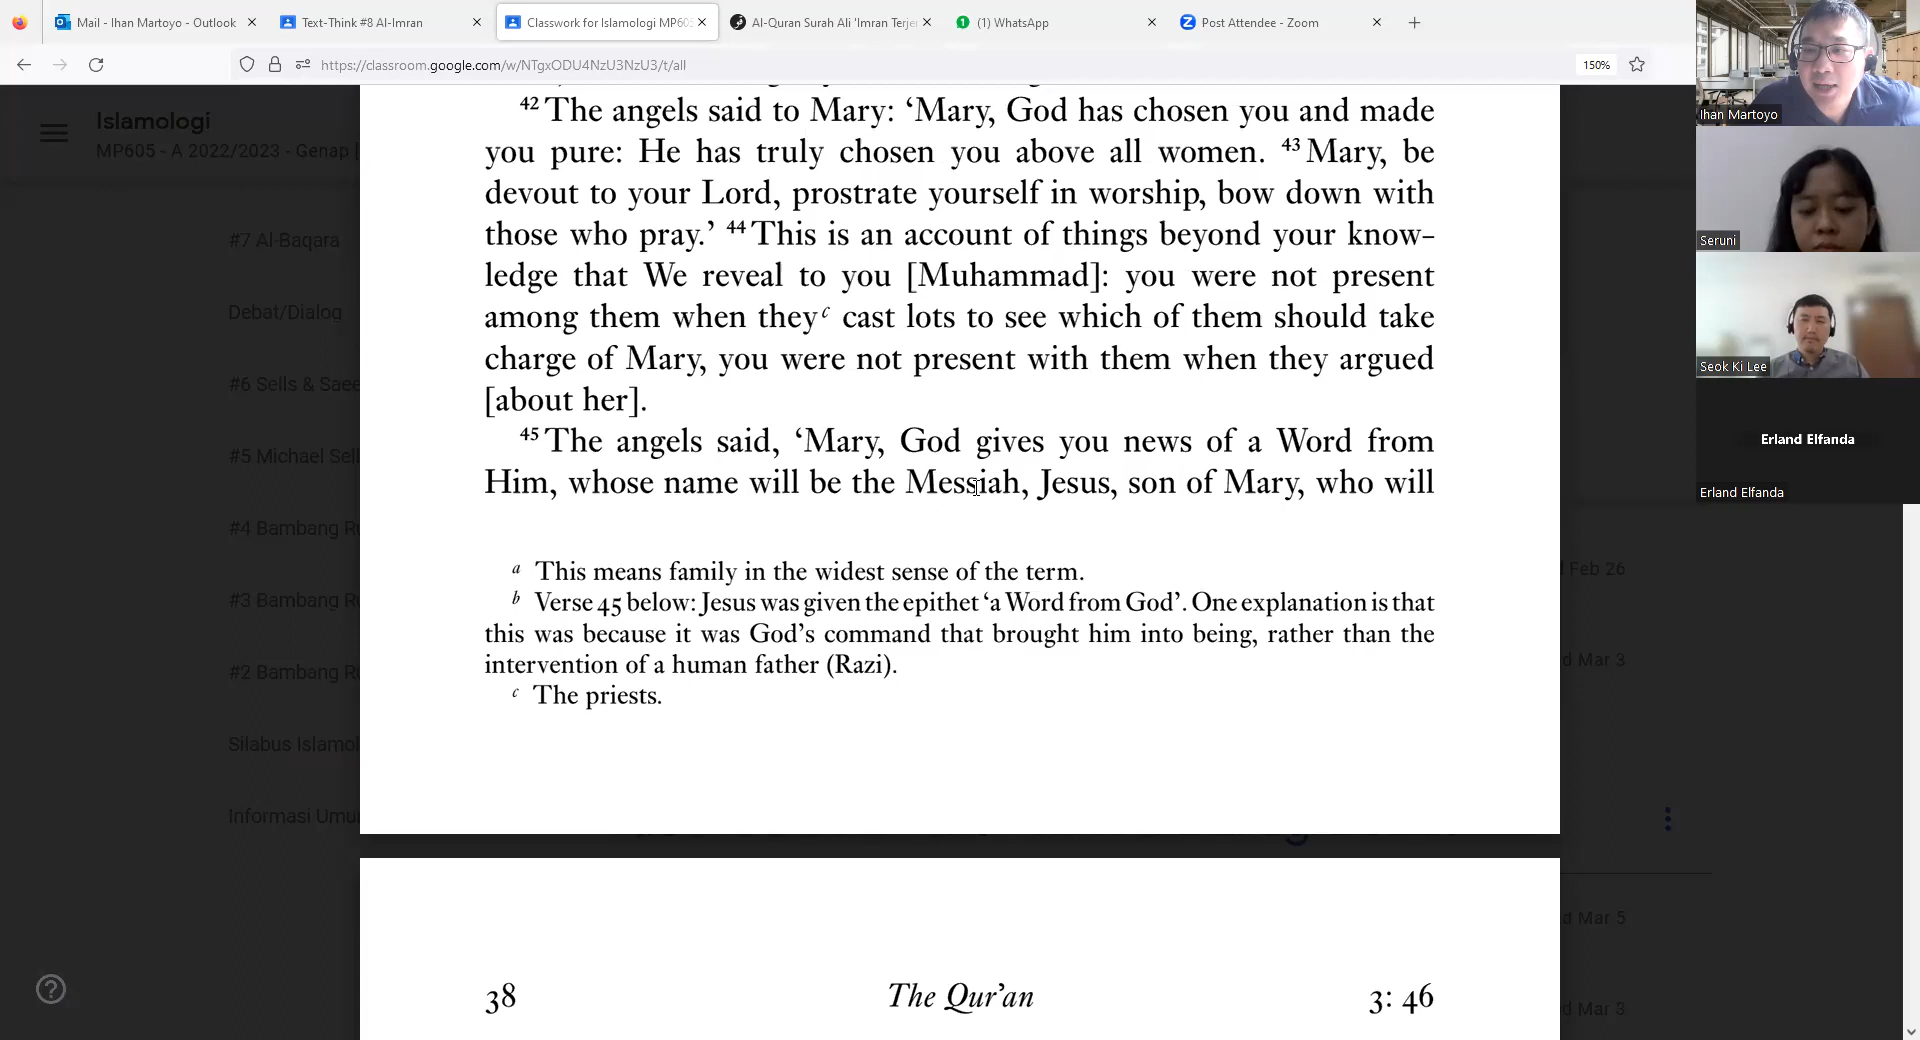 Mail - Ihan Martoyo - Outlook
Text-Think #8 Al-Imran
Classwork for Islamologi MP605
Al-Quran Surah Ali 'Imran Terje
(1) WhatsApp
Post Attendee - Zoom
https://classroom.google.com/w/NTgxODU4NzU3NzU3/t/all
150%
Islamologi
MP605 - A 2022/2023 - Genap
#7 Al-Baqara
Debat/Dialog
#6 Sells & Saee
#5 Michael Sell
#4 Bambang Ru
#3 Bambang Ru
#2 Bambang Ru
Silabus Islamol
Informasi Umu
42 The angels said to Mary: ‘Mary, God has chosen you and made
you pure: He has truly chosen you above all women. 43 Mary, be
devout to your Lord, prostrate yourself in worship, bow down with
those who pray.’ 44 This is an account of things beyond your know-
ledge that We reveal to you [Muhammad]: you were not present
among them when they c cast lots to see which of them should take
charge of Mary, you were not present with them when they argued
[about her].
45 The angels said, ‘Mary, God gives you news of a Word from
Him, whose name will be the Messiah, Jesus, son of Mary, who will
a This means family in the widest sense of the term.
b Verse 45 below: Jesus was given the epithet ‘a Word from God’. One explanation is that
this was because it was God’s command that brought him into being, rather than the
intervention of a human father (Razi).
c The priests.
38 The Qur’an 3: 46
d Feb 26
d Mar 3
d Mar 5
d Mar 3
Ihan Martoyo
Seruni
Seok Ki Lee
Erland Elfanda
Erland Elfanda